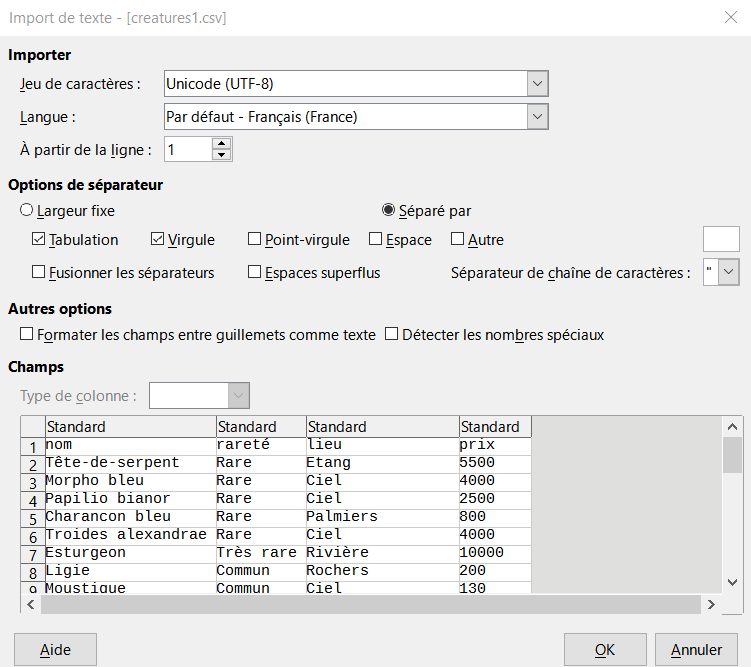 Import de texte - [creatures1.csv]
Importer
Jeu de caractères : Unicode (UTF-8)
Langue : Par défaut - Français (France)
À partir de la ligne : 1
Options de séparateur
Largeur fixe Séparé par
Tabulation Virgule Point-virgule Espace Autre
Fusionner les séparateurs Espaces superflus Séparateur de chaîne de caractères : "
Autres options
Formater les champs entre guillemets comme texte Détecter les nombres spéciaux
Champs
Type de colonne :
Standard Standard Standard Standard
1 nom rareté lieu prix
2 Tête-de-serpent Rare Etang 5500
3 Morpho bleu Rare Ciel 4000
4 Papilio bianor Rare Ciel 2500
5 Charancon bleu Rare Palmiers 800
6 Troides alexandrae Rare Ciel 4000
7 Esturgeon Très rare Rivière 10000
8 Ligie Commun Rochers 200
9 Moustique Commun Ciel 130
Aide OK Annuler